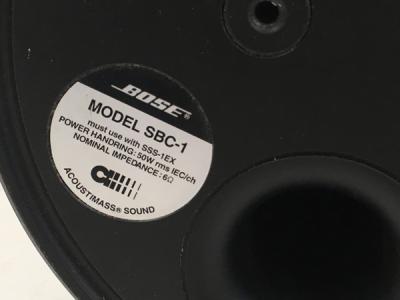 BOSE®
MODEL SBC-1
must use with SSS-1EX
POWER HANDRING: 50W rms IEC/ch
NOMINAL IMPEDANCE: 6Ω
ACOUSTIMASS® SOUND